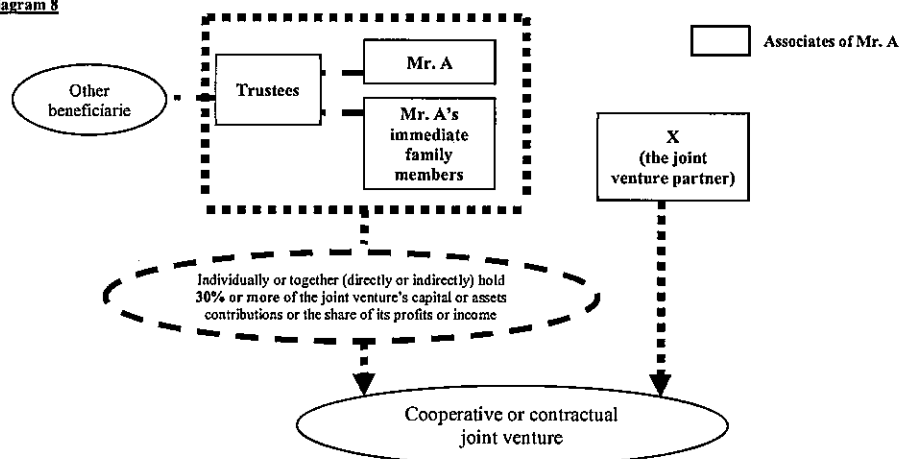 agram 8
Associates of Mr. A
Mr. A
Trustees
Other
beneficiarie
Mr. A's
immediate
family
members
X
(the joint
venture partner)
Individually or together (directly or indirectly) hold
30% or more of the joint venture's capital or assets
contributions or the share of its profits or income
Cooperative or contractual
joint venture